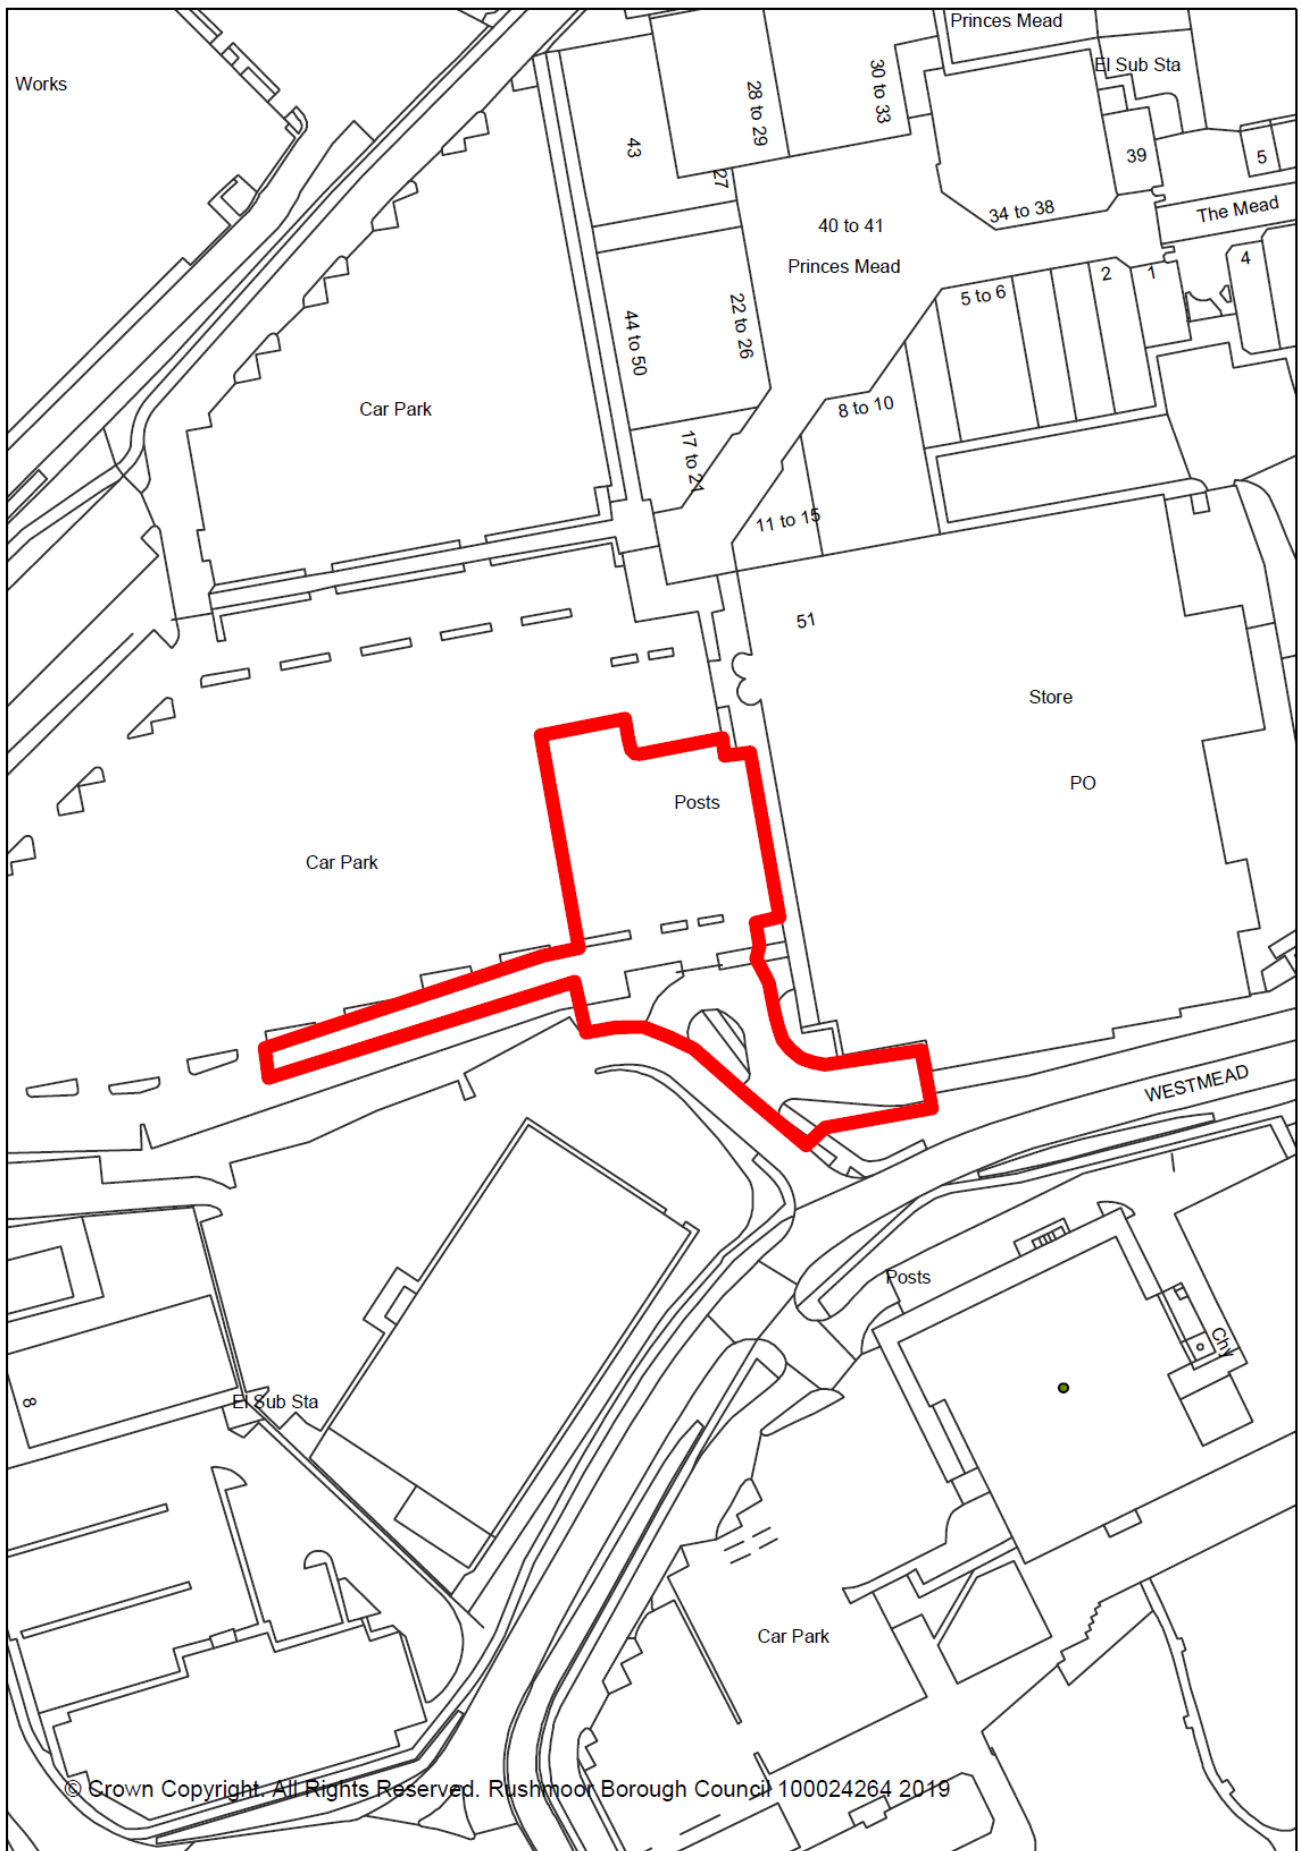 Princes Mead
Works
El Sub Sta
30 to 33
28 to 29
43
39
5
27
34 to 38
The Mead
40 to 41
Princes Mead
4
2
1
5 to 6
22 to 26
44 to 50
Car Park
8 to 10
17 to 21
11 to 15
51
Store
PO
Posts
Car Park
WESTMEAD
Posts
Chy
8
El Sub Sta
Car Park
© Crown Copyright. All Rights Reserved. Rushmoor Borough Council 100024264 2019